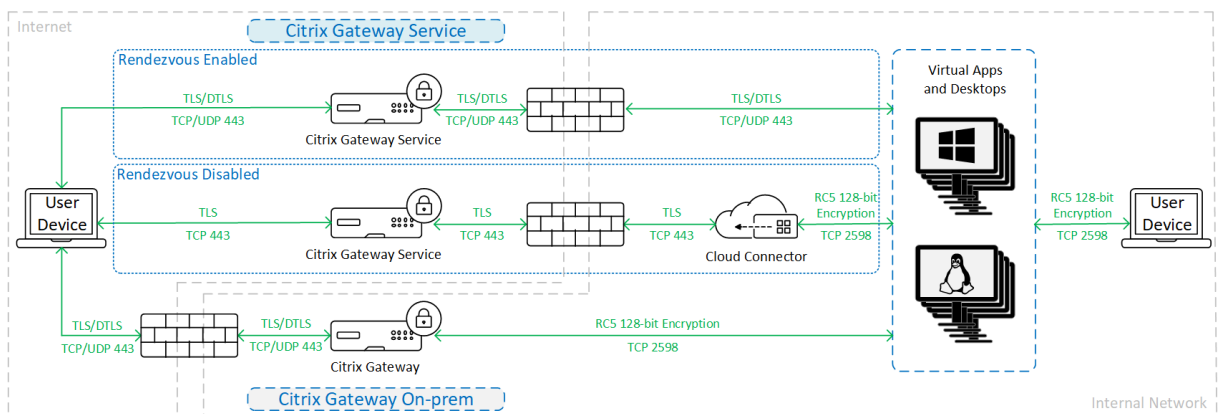 Internet
Citrix Gateway Service
Rendezvous Enabled
TLS/DTLS
TCP/UDP 443
Citrix Gateway Service
TLS/DTLS
TCP/UDP 443
TLS/DTLS
TCP/UDP 443
Virtual Apps
and Desktops
Rendezvous Disabled
User
Device
TLS
TCP 443
Citrix Gateway Service
TLS
TCP 443
TLS
TCP 443
Cloud Connector
RC5 128-bit
Encryption
TCP 2598
RC5 128-bit
Encryption
TCP 2598
User
Device
TLS/DTLS
TCP/UDP 443
TLS/DTLS
TCP/UDP 443
Citrix Gateway
RC5 128-bit Encryption
TCP 2598
Citrix Gateway On-prem
Internal Network